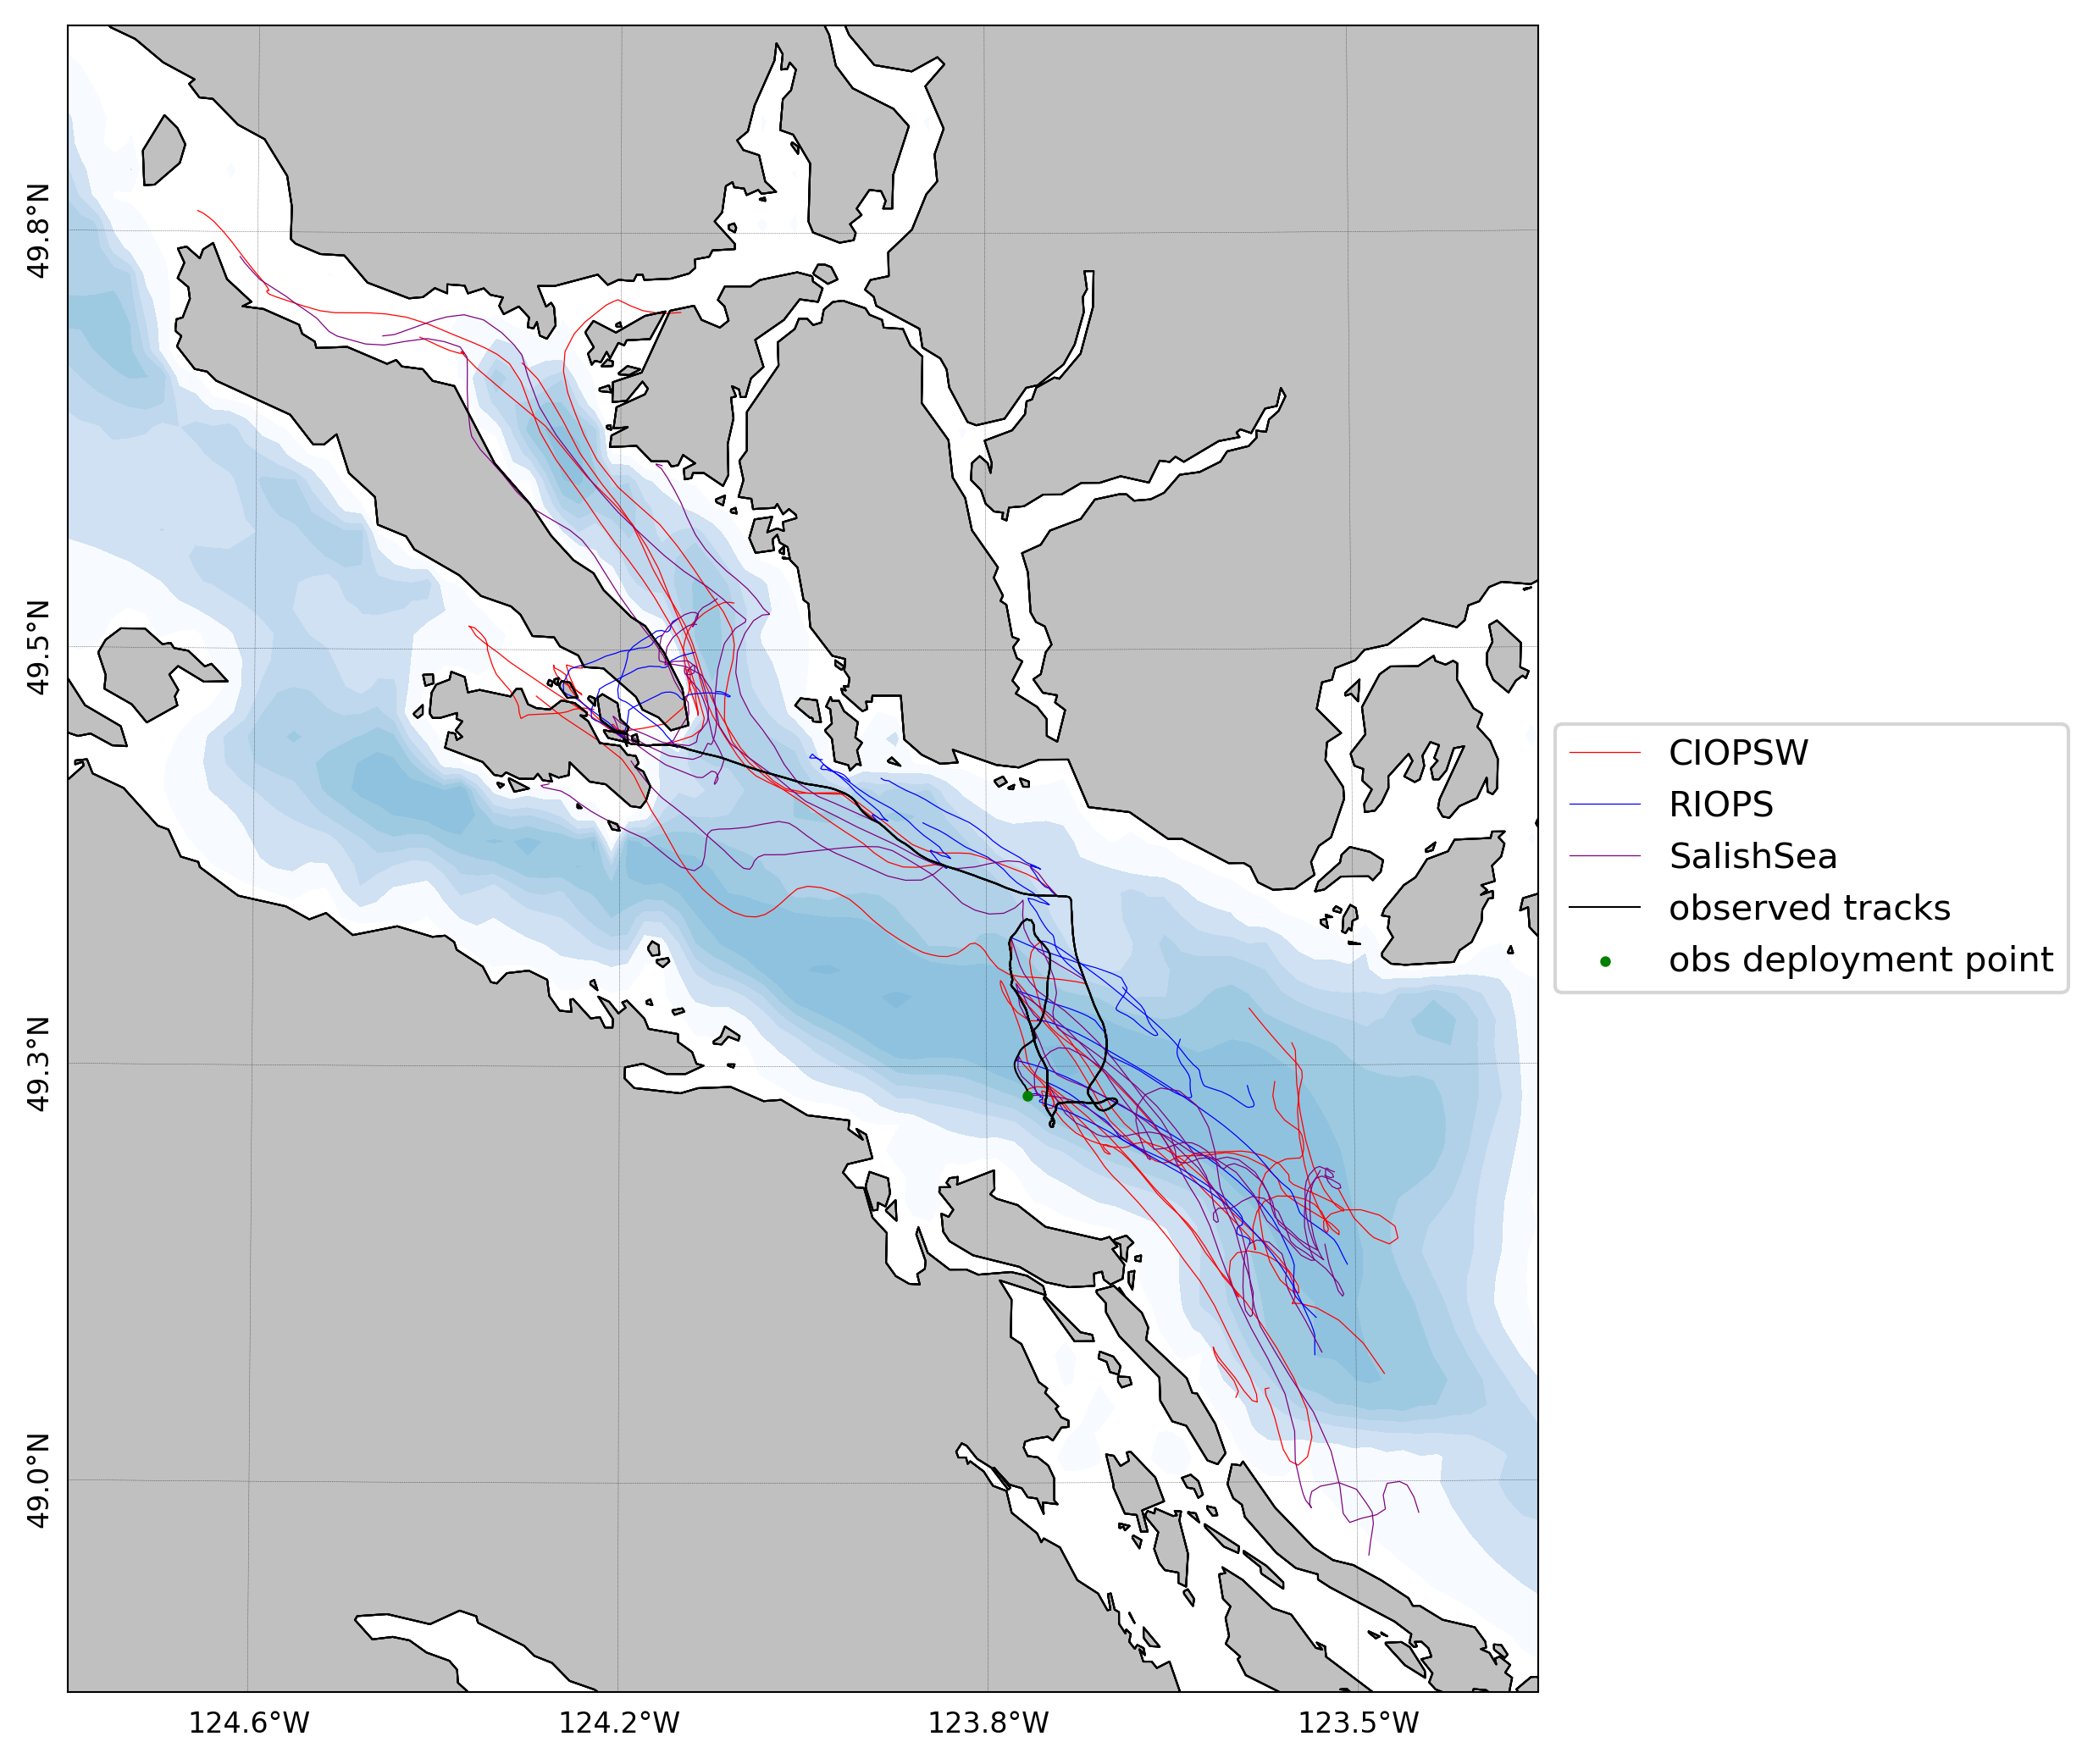 49.8°N
49.5°N
49.3°N
49.0°N
124.6°W
124.2°W
123.8°W
123.5°W
CIOPSW
RIOPS
SalishSea
observed tracks
obs deployment point